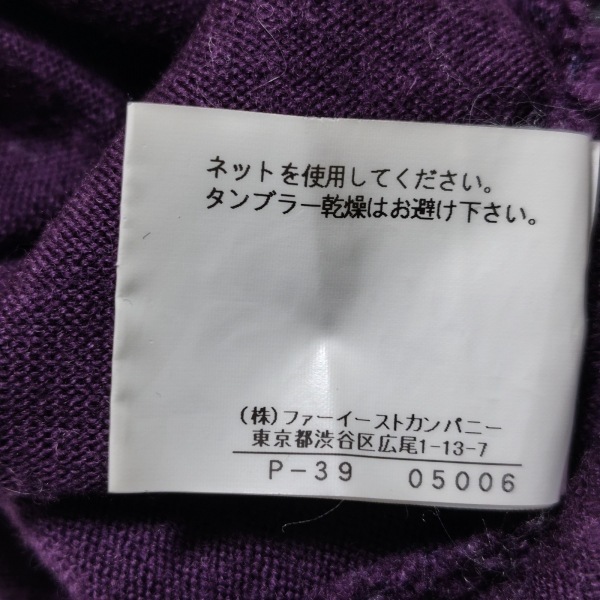 ネットを使用してください。
タンブラー乾燥はお避け下さい。
(株)ファーイーストカンパニー
東京都渋谷区広尾1-13-7
P-39 05006